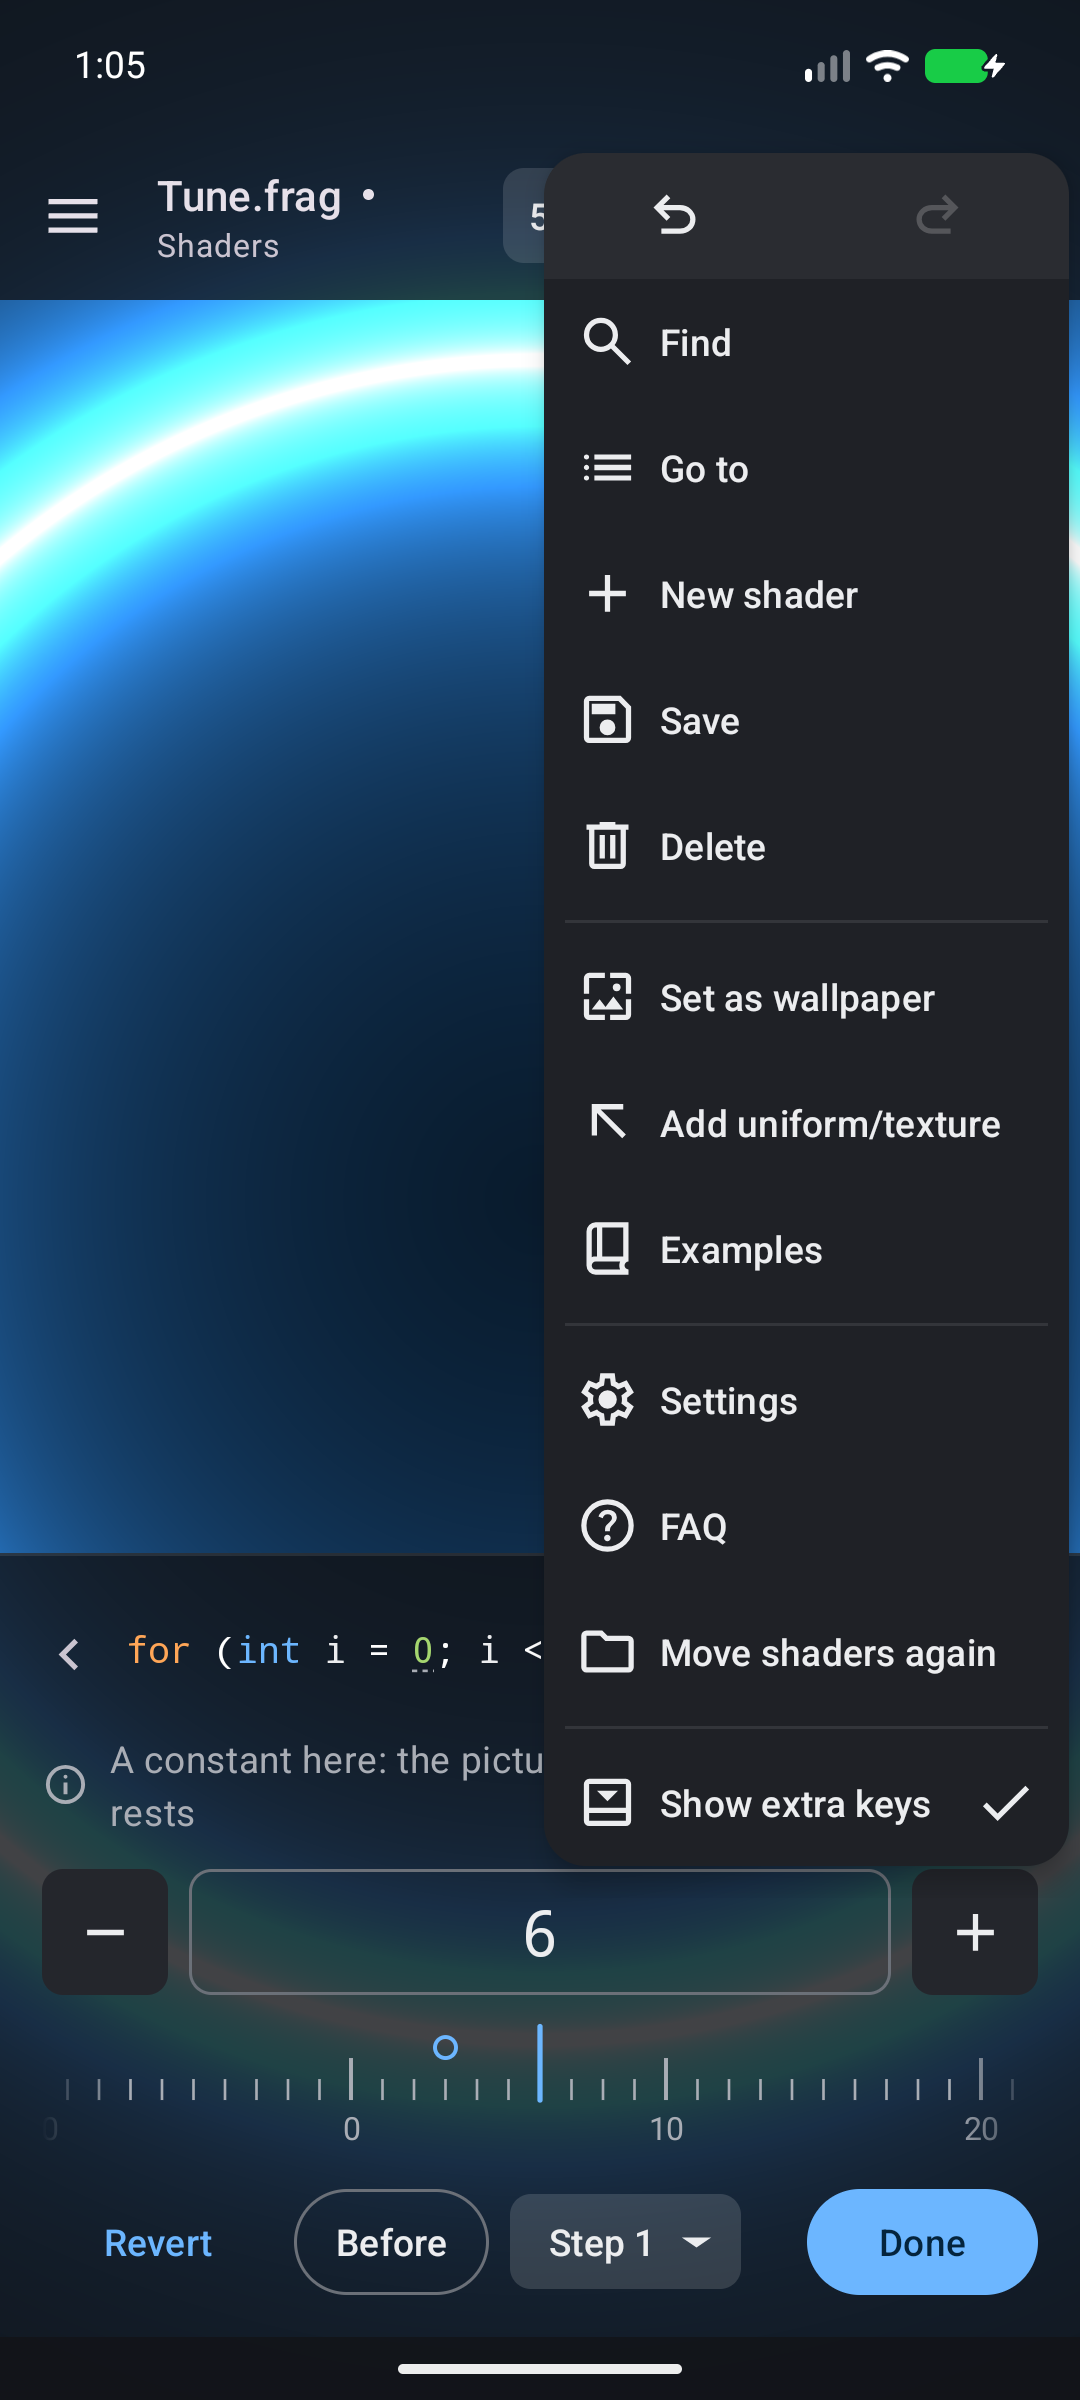 1:05
Tune.frag •
Shaders
5
Find
Go to
New shader
Save
Delete
Set as wallpaper
Add uniform/texture
Examples
Settings
FAQ
Move shaders again
Show extra keys
for (int i = 0; i <
A constant here: the pictu
rests
6
0 0 10 20
Revert Before Step 1 Done